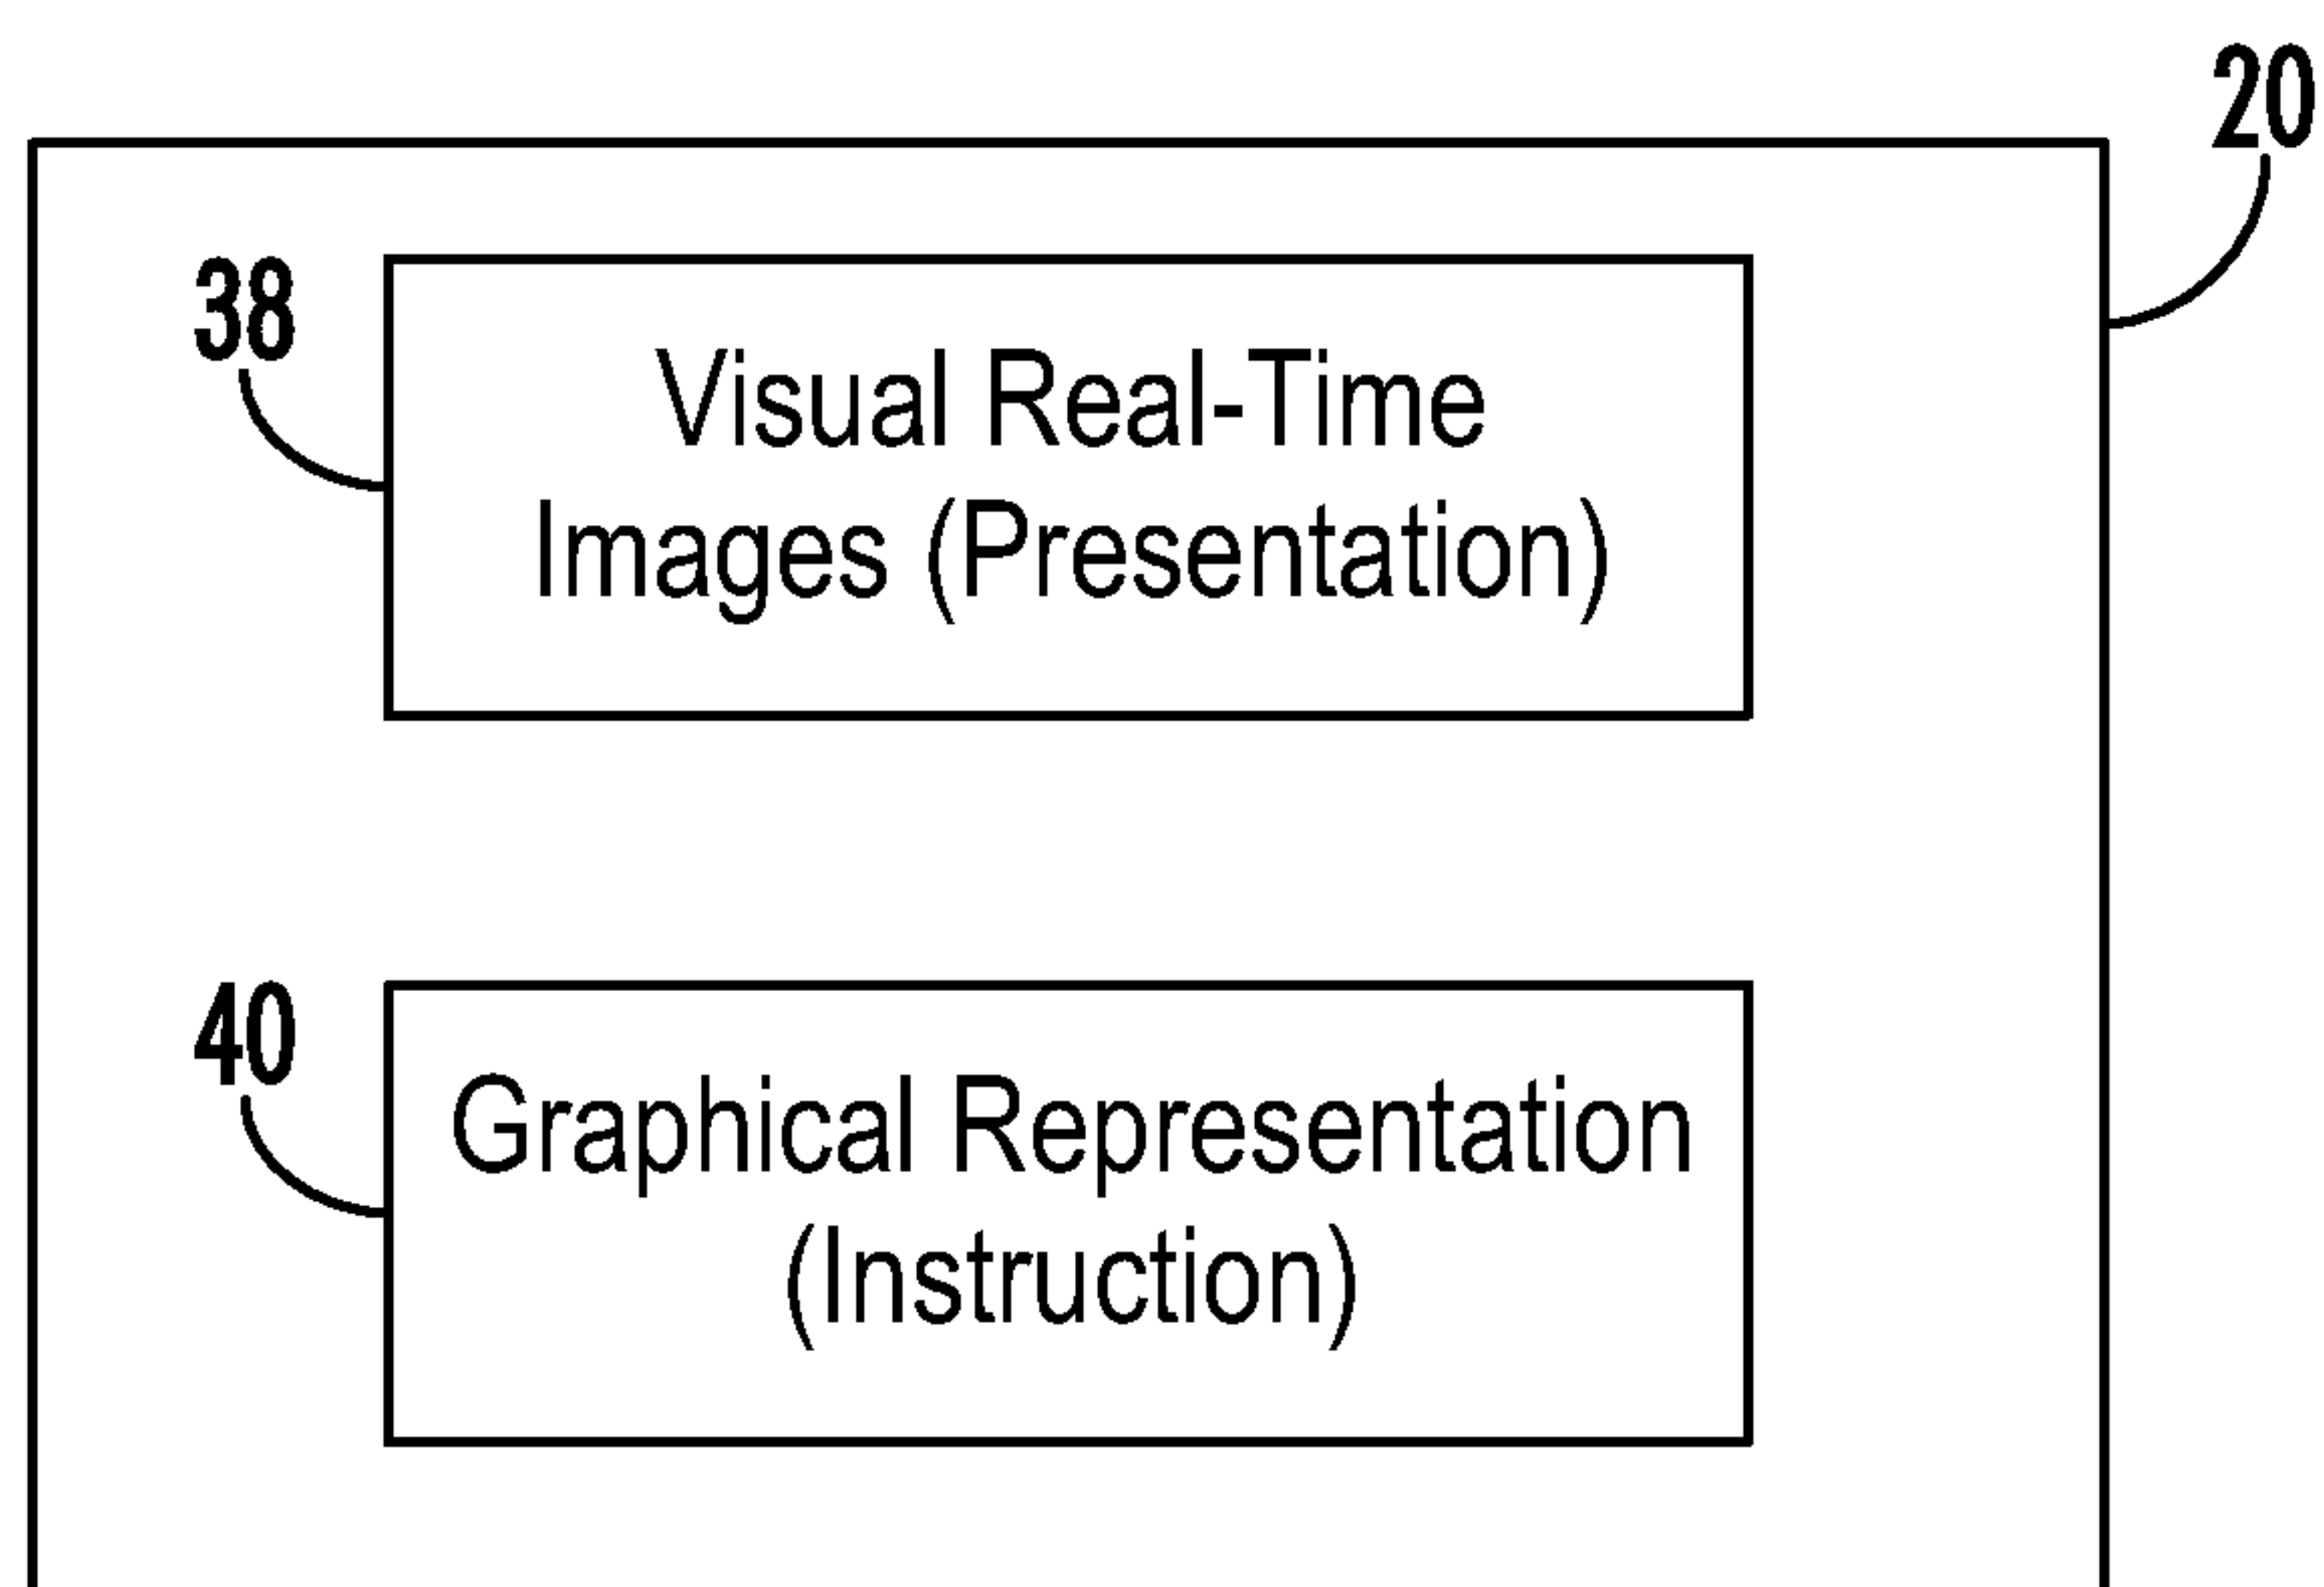 20
38
Visual Real-Time
Images (Presentation)
40
Graphical Representation
(Instruction)